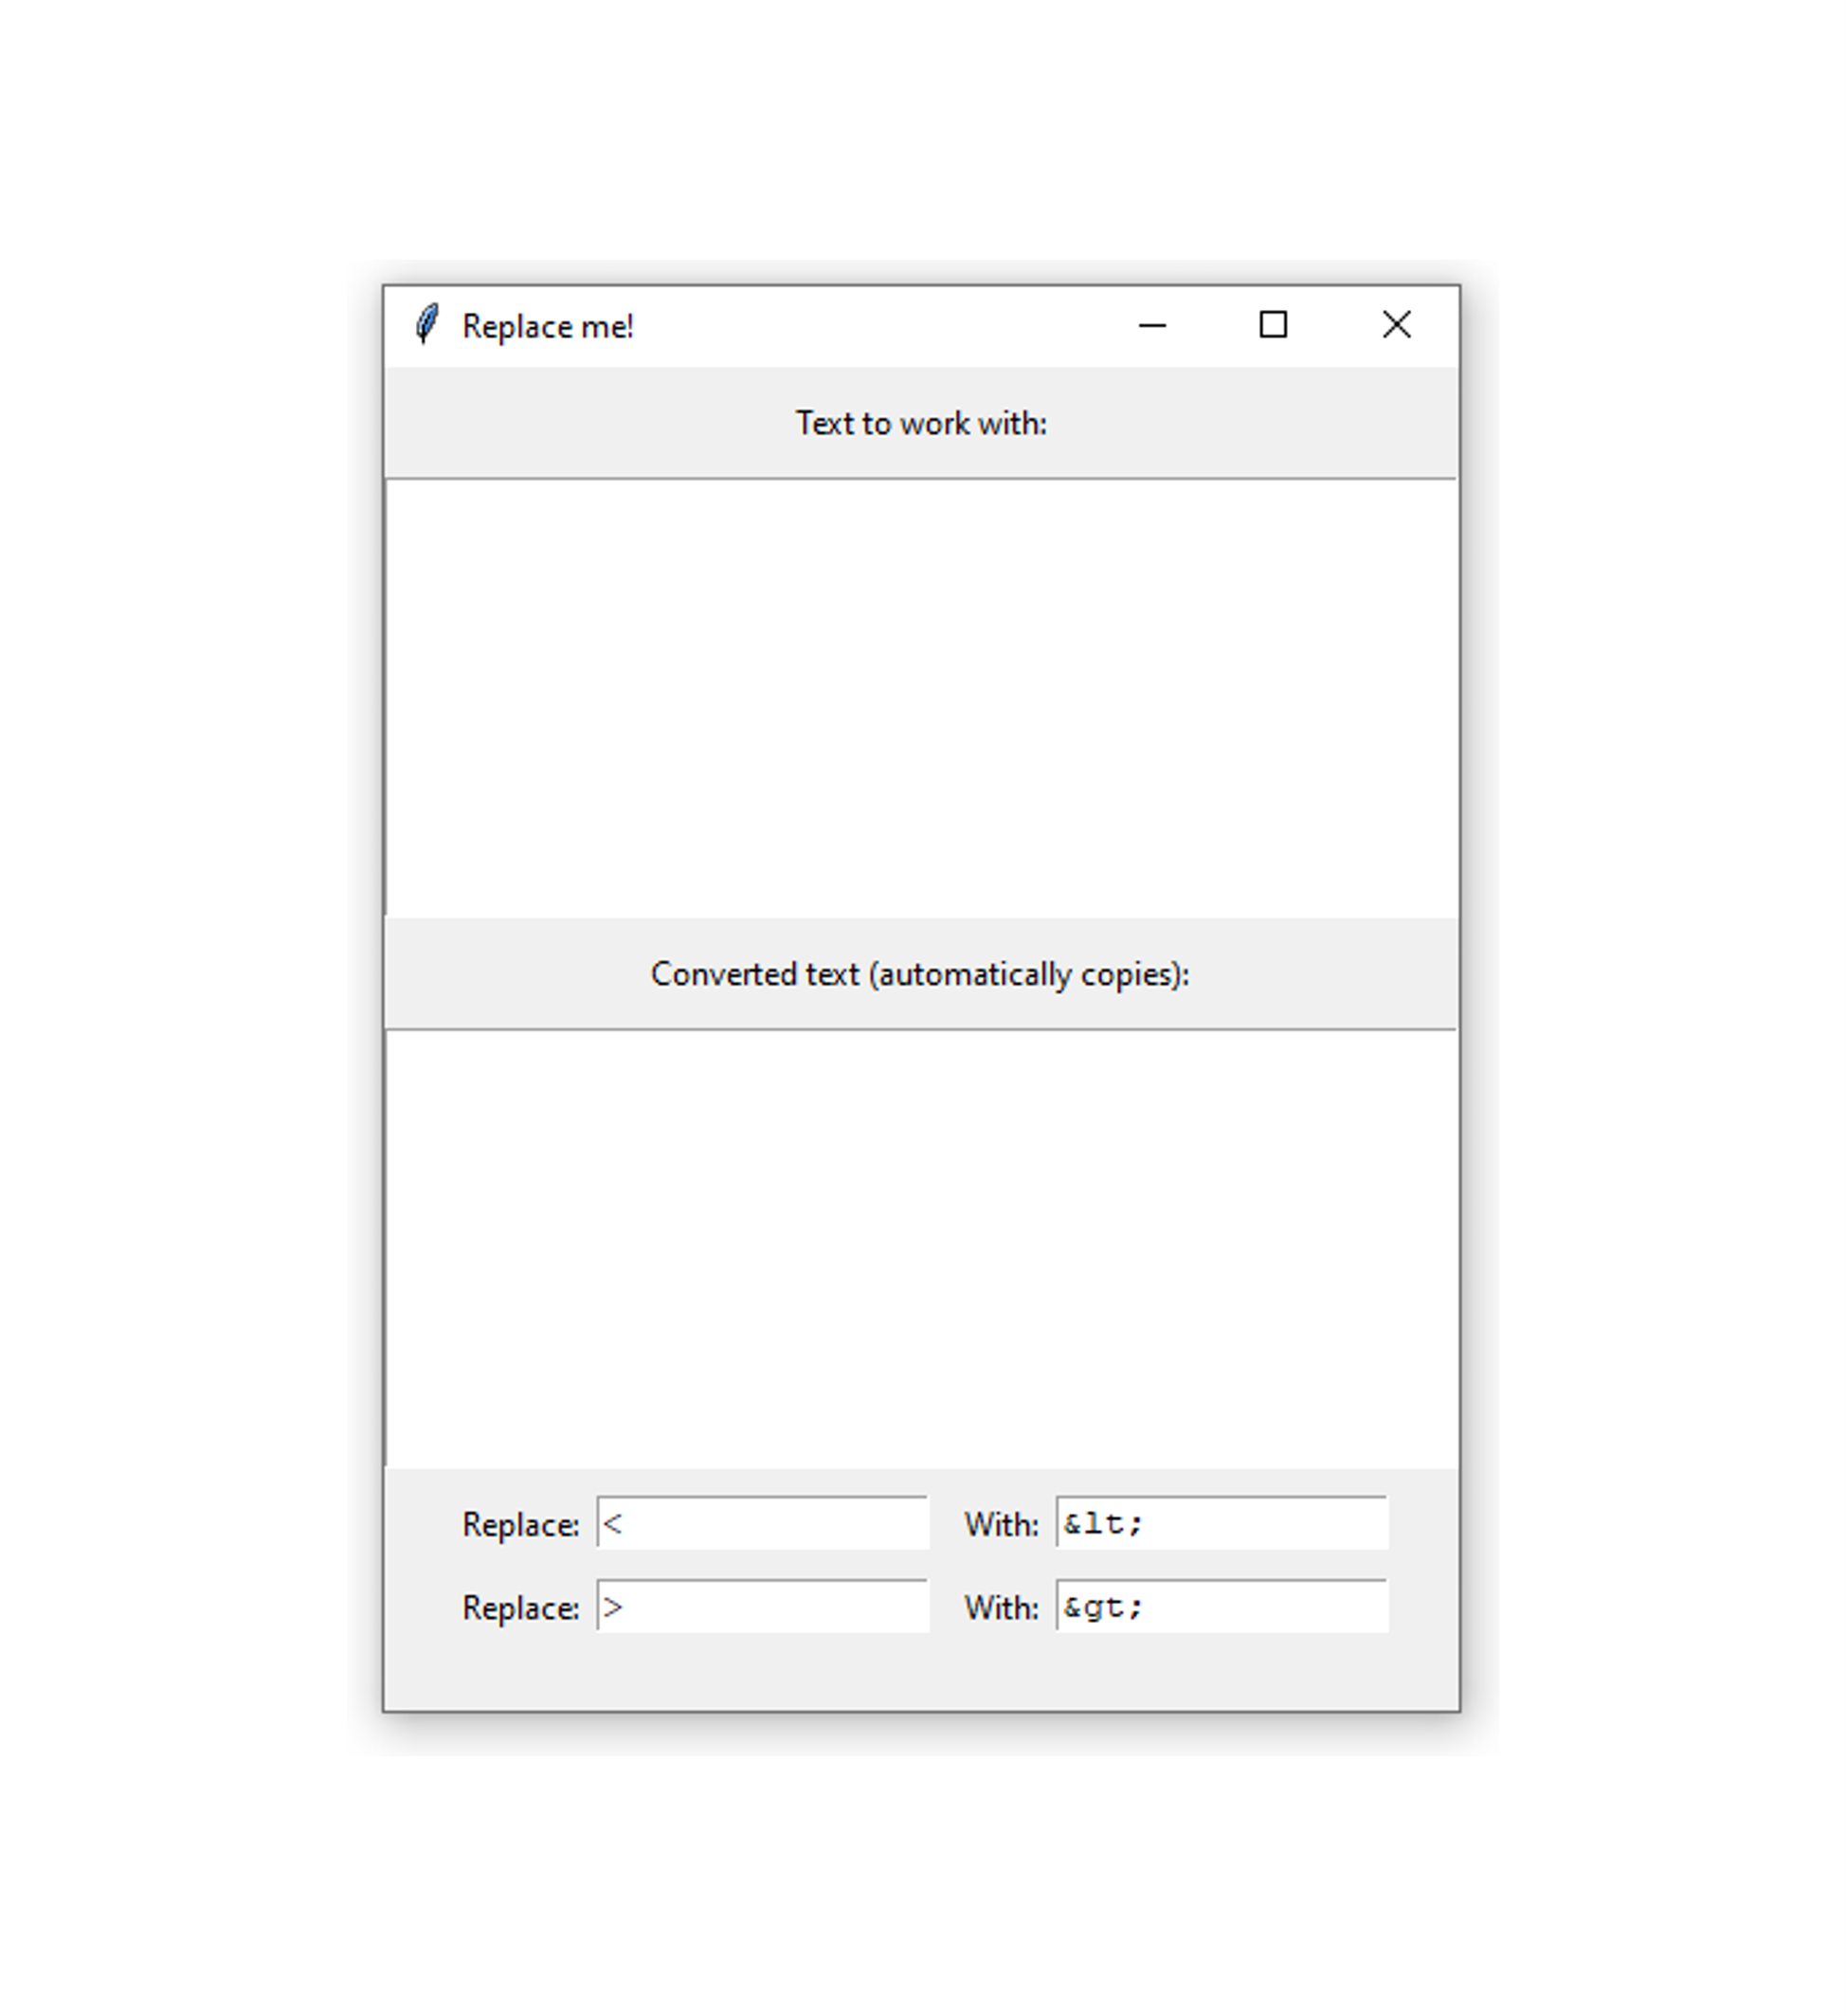 Replace me!
Text to work with:
Converted text (automatically copies):
Replace: < With: &lt;
Replace: > With: &gt;